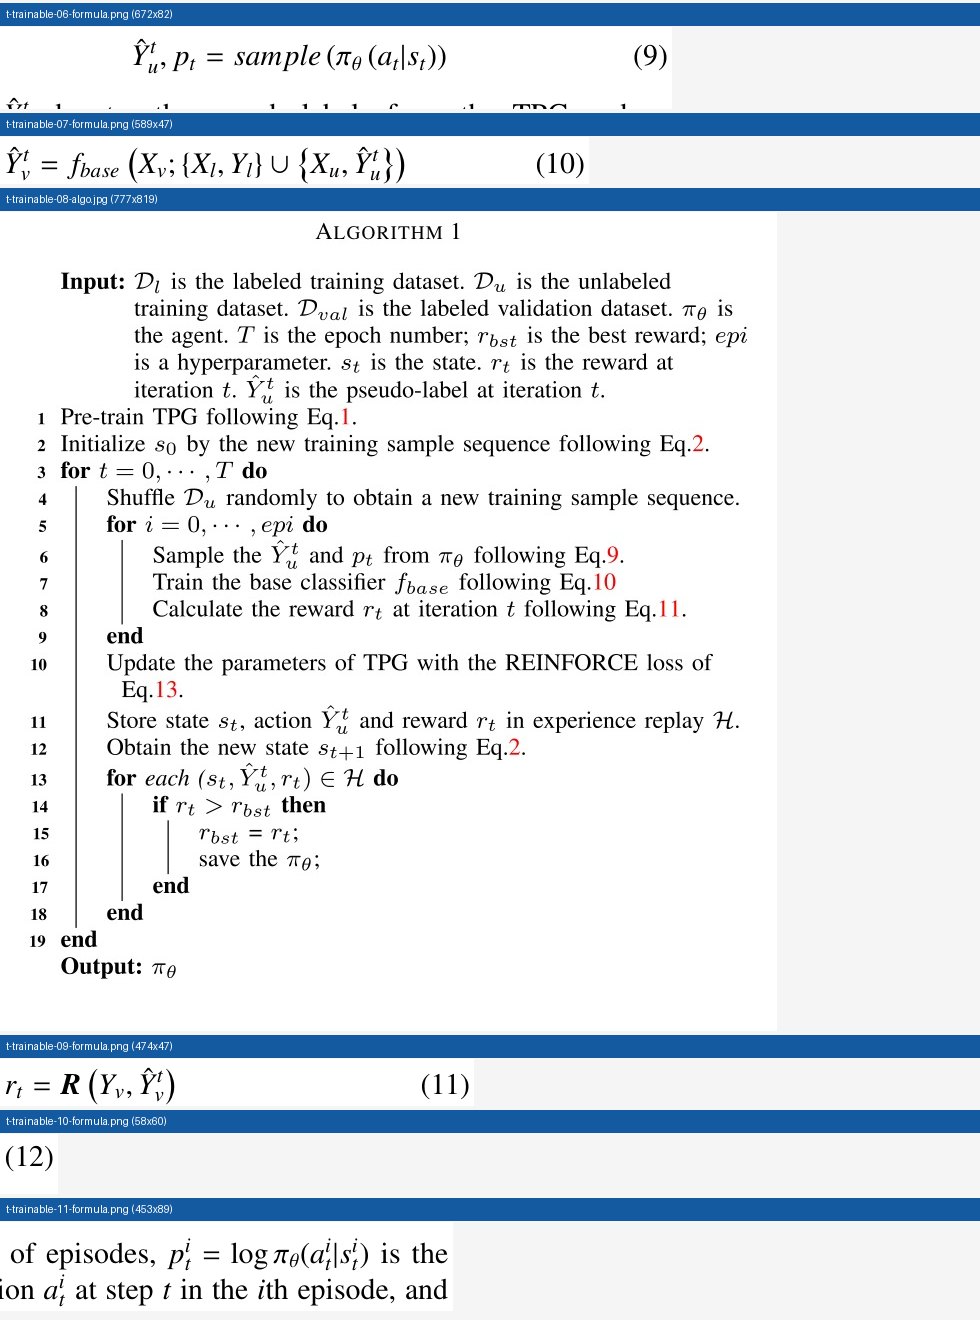 t-trainable-06-formula.png (672x82)
Ŷ_u^t, p_t = sample (π_θ (a_t|s_t)) (9)
t-trainable-07-formula.png (589x47)
Ŷ_v^t = f_base (X_v; {X_l, Y_l} ∪ {X_u, Ŷ_u^t}) (10)
t-trainable-08-algo.jpg (777x819)
ALGORITHM 1
Input: 𝒟_l is the labeled training dataset. 𝒟_u is the unlabeled
training dataset. 𝒟_val is the labeled validation dataset. π_θ is
the agent. T is the epoch number; r_bst is the best reward; epi
is a hyperparameter. s_t is the state. r_t is the reward at
iteration t. Ŷ_u^t is the pseudo-label at iteration t.
1 Pre-train TPG following Eq.1.
2 Initialize s_0 by the new training sample sequence following Eq.2.
3 for t = 0, ⋯ , T do
4 Shuffle 𝒟_u randomly to obtain a new training sample sequence.
5 for i = 0, ⋯ , epi do
6 Sample the Ŷ_u^t and p_t from π_θ following Eq.9.
7 Train the base classifier f_base following Eq.10
8 Calculate the reward r_t at iteration t following Eq.11.
9 end
10 Update the parameters of TPG with the REINFORCE loss of
Eq.13.
11 Store state s_t, action Ŷ_u^t and reward r_t in experience replay ℋ.
12 Obtain the new state s_{t+1} following Eq.2.
13 for each (s_t, Ŷ_u^t, r_t) ∈ ℋ do
14 if r_t > r_bst then
15 r_bst = r_t;
16 save the π_θ;
17 end
18 end
19 end
Output: π_θ
t-trainable-09-formula.png (474x47)
r_t = R (Y_v, Ŷ_v^t) (11)
t-trainable-10-formula.png (58x60)
(12)
t-trainable-11-formula.png (453x89)
of episodes, p_t^i = log π_θ(a_t^i|s_t^i) is the
ion a_t^i at step t in the ith episode, and